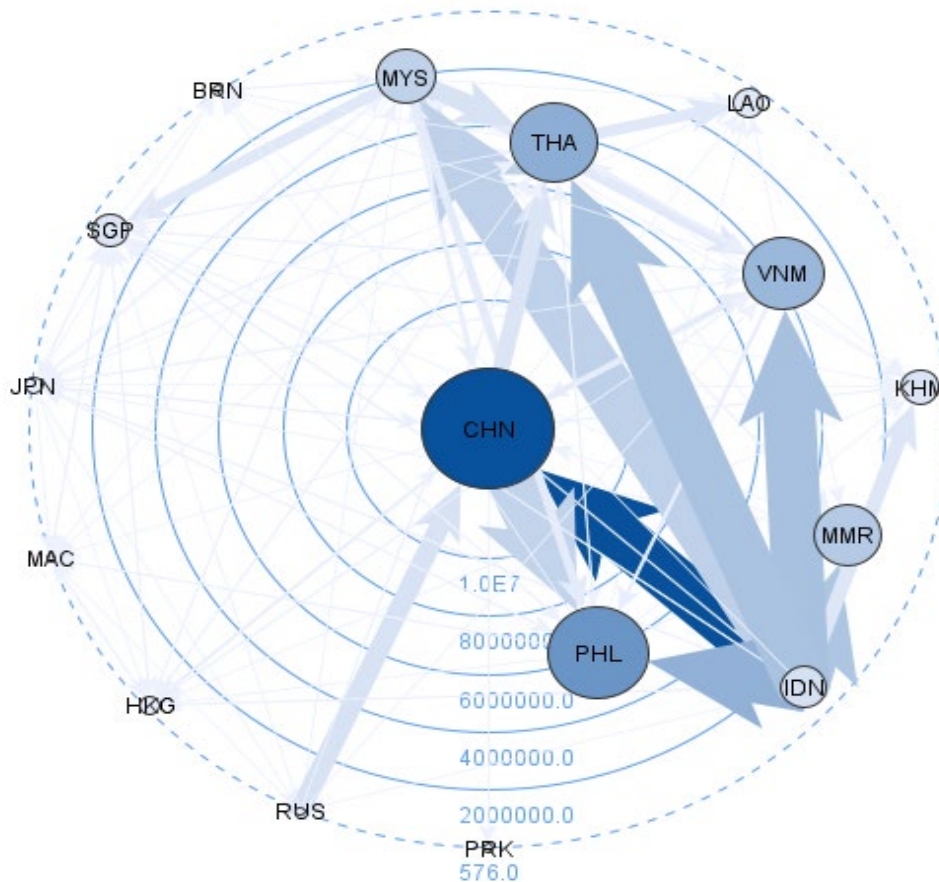 MYS
BRN
LAO
THA
SGP
VNM
JPN
KHM
CHN
MMR
MAC
1.0E7
8000000.0
PHL
IDN
6000000.0
HKG
4000000.0
RUS
2000000.0
PRK
576.0